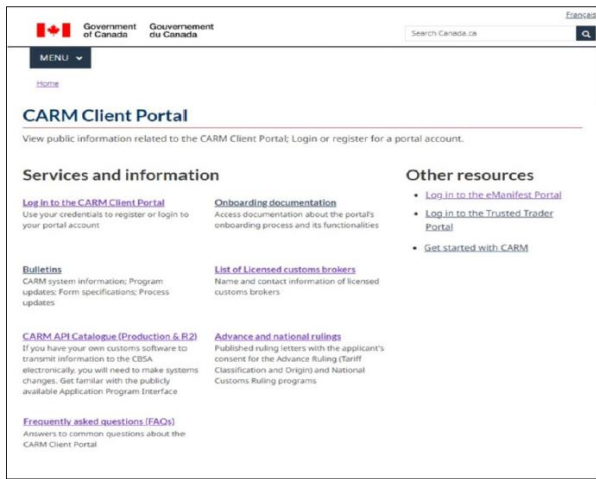 Français
Government of Canada
Gouvernement du Canada
Search Canada.ca
MENU
Home
CARM Client Portal
View public information related to the CARM Client Portal; Login or register for a portal account.
Services and information
Log in to the CARM Client Portal
Use your credentials to register or login to
your portal account
Onboarding documentation
Access documentation about the portal's
onboarding process and its functionalities
Bulletins
CARM system information; Program
updates; Form specifications; Process
updates
List of Licensed customs brokers
Name and contact information of licensed
customs brokers
CARM API Catalogue (Production & R2)
If you have your own customs software to
transmit information to the CBSA
electronically, you will need to make systems
changes. Get familar with the publicly
available Application Program Interface
Advance and national rulings
Published ruling letters with the applicant's
consent for the Advance Ruling (Tariff
Classification and Origin) and National
Customs Ruling programs
Frequently asked questions (FAQs)
Answers to common questions about the
CARM Client Portal
Other resources
Log in to the eManifest Portal
Log in to the Trusted Trader
Portal
Get started with CARM